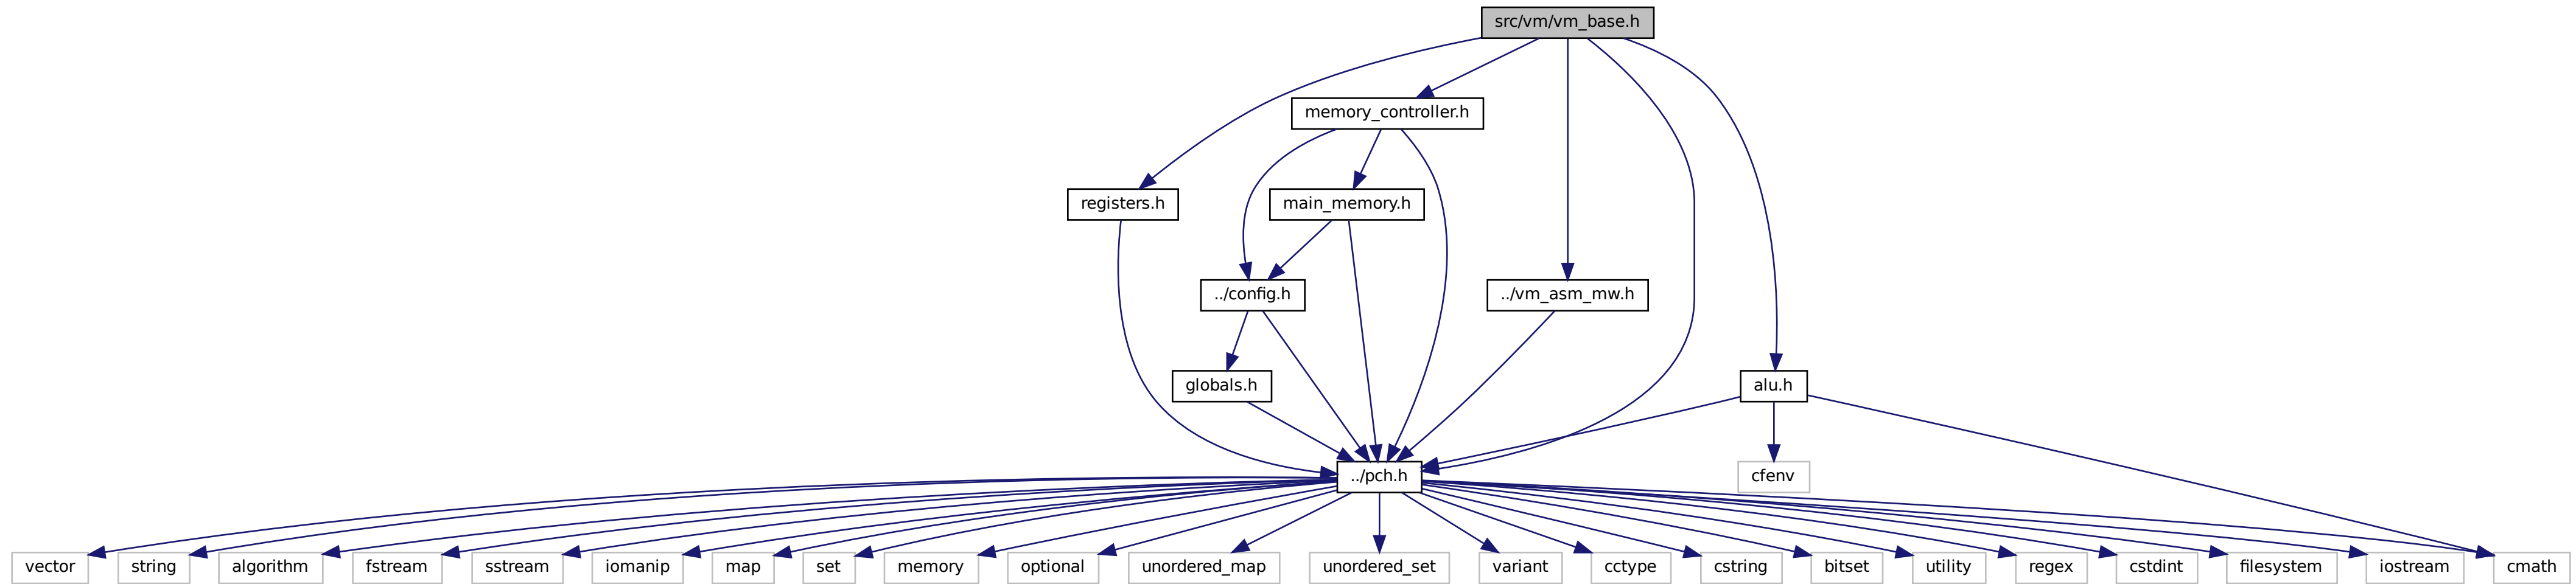 src/vm/vm_base.h
memory_controller.h
registers.h
main_memory.h
../config.h
../vm_asm_mw.h
globals.h
alu.h
../pch.h
cfenv
vector
string
algorithm
fstream
sstream
iomanip
map
set
memory
optional
unordered_map
unordered_set
variant
cctype
cstring
bitset
utility
regex
cstdint
filesystem
iostream
cmath